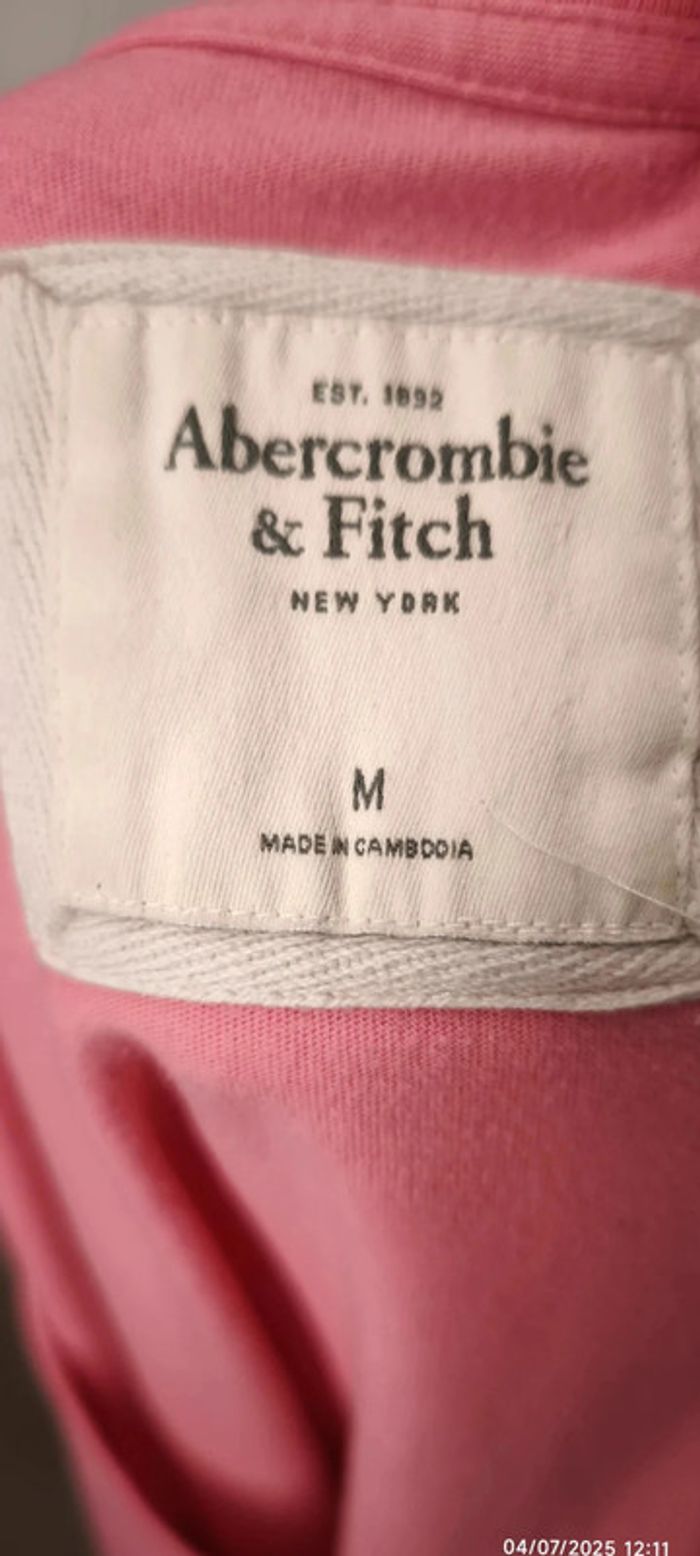 EST. 1892
Abercrombie
& Fitch
NEW YORK
M
MADE IN CAMBODIA
04/07/2025 12:11